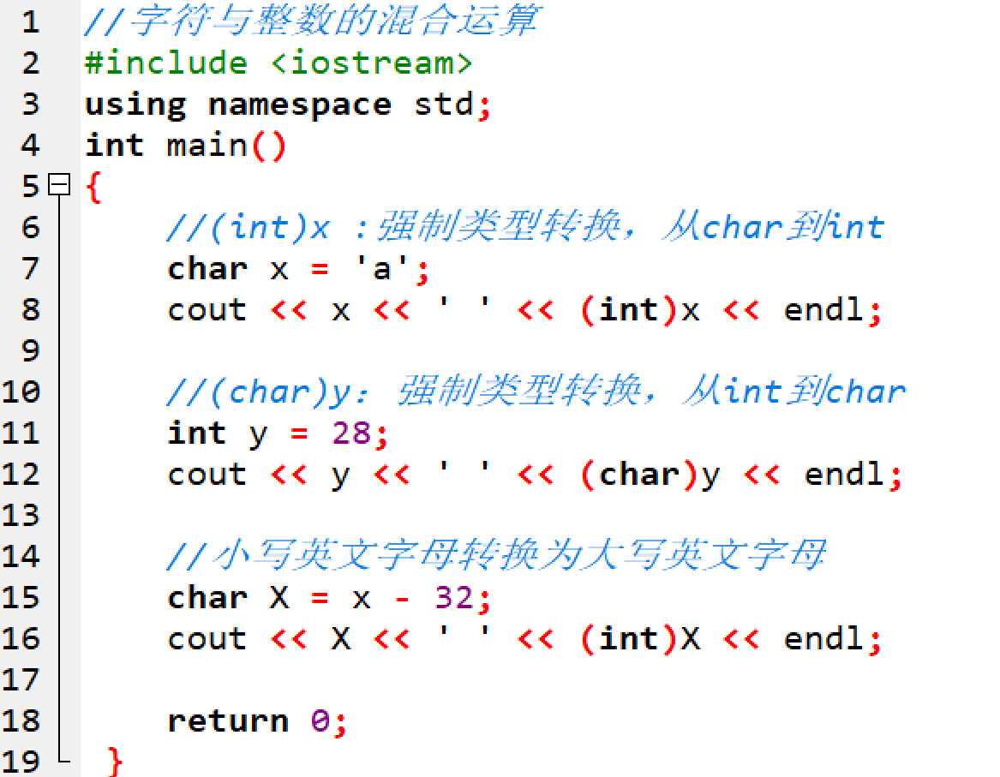 1 //字符与整数的混合运算
2 #include <iostream>
3 using namespace std;
4 int main()
5 {
6 //(int)x :强制类型转换，从char到int
7 char x = 'a';
8 cout << x << ' ' << (int)x << endl;
9
10 //(char)y: 强制类型转换，从int到char
11 int y = 28;
12 cout << y << ' ' << (char)y << endl;
13
14 //小写英文字母转换为大写英文字母
15 char X = x - 32;
16 cout << X << ' ' << (int)X << endl;
17
18 return 0;
19 }